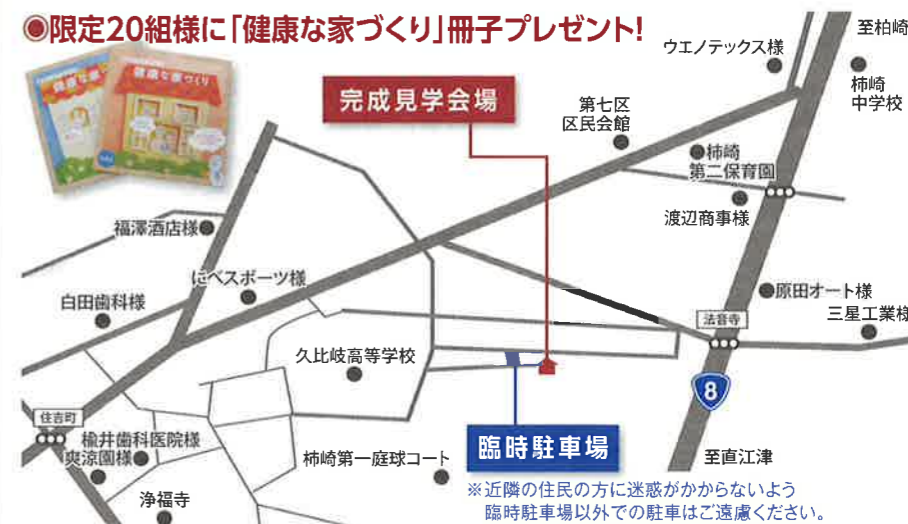 ◉限定20組様に「健康な家づくり」冊子プレゼント!
健康な家づくり
完成見学会場
ウエノテックス様
至柏崎
柿崎
中学校
第七区
区民会館
柿崎
第二保育園
渡辺商事様
福澤酒店様
にベスポーツ様
白田歯科様
原田オート様
三星工業様
法音寺
久比岐高等学校
8
住吉町
楡井歯科医院様
爽涼園様
柿崎第一庭球コート
臨時駐車場
至直江津
浄福寺
※近隣の住民の方に迷惑がかからないよう
臨時駐車場以外での駐車はご遠慮ください。